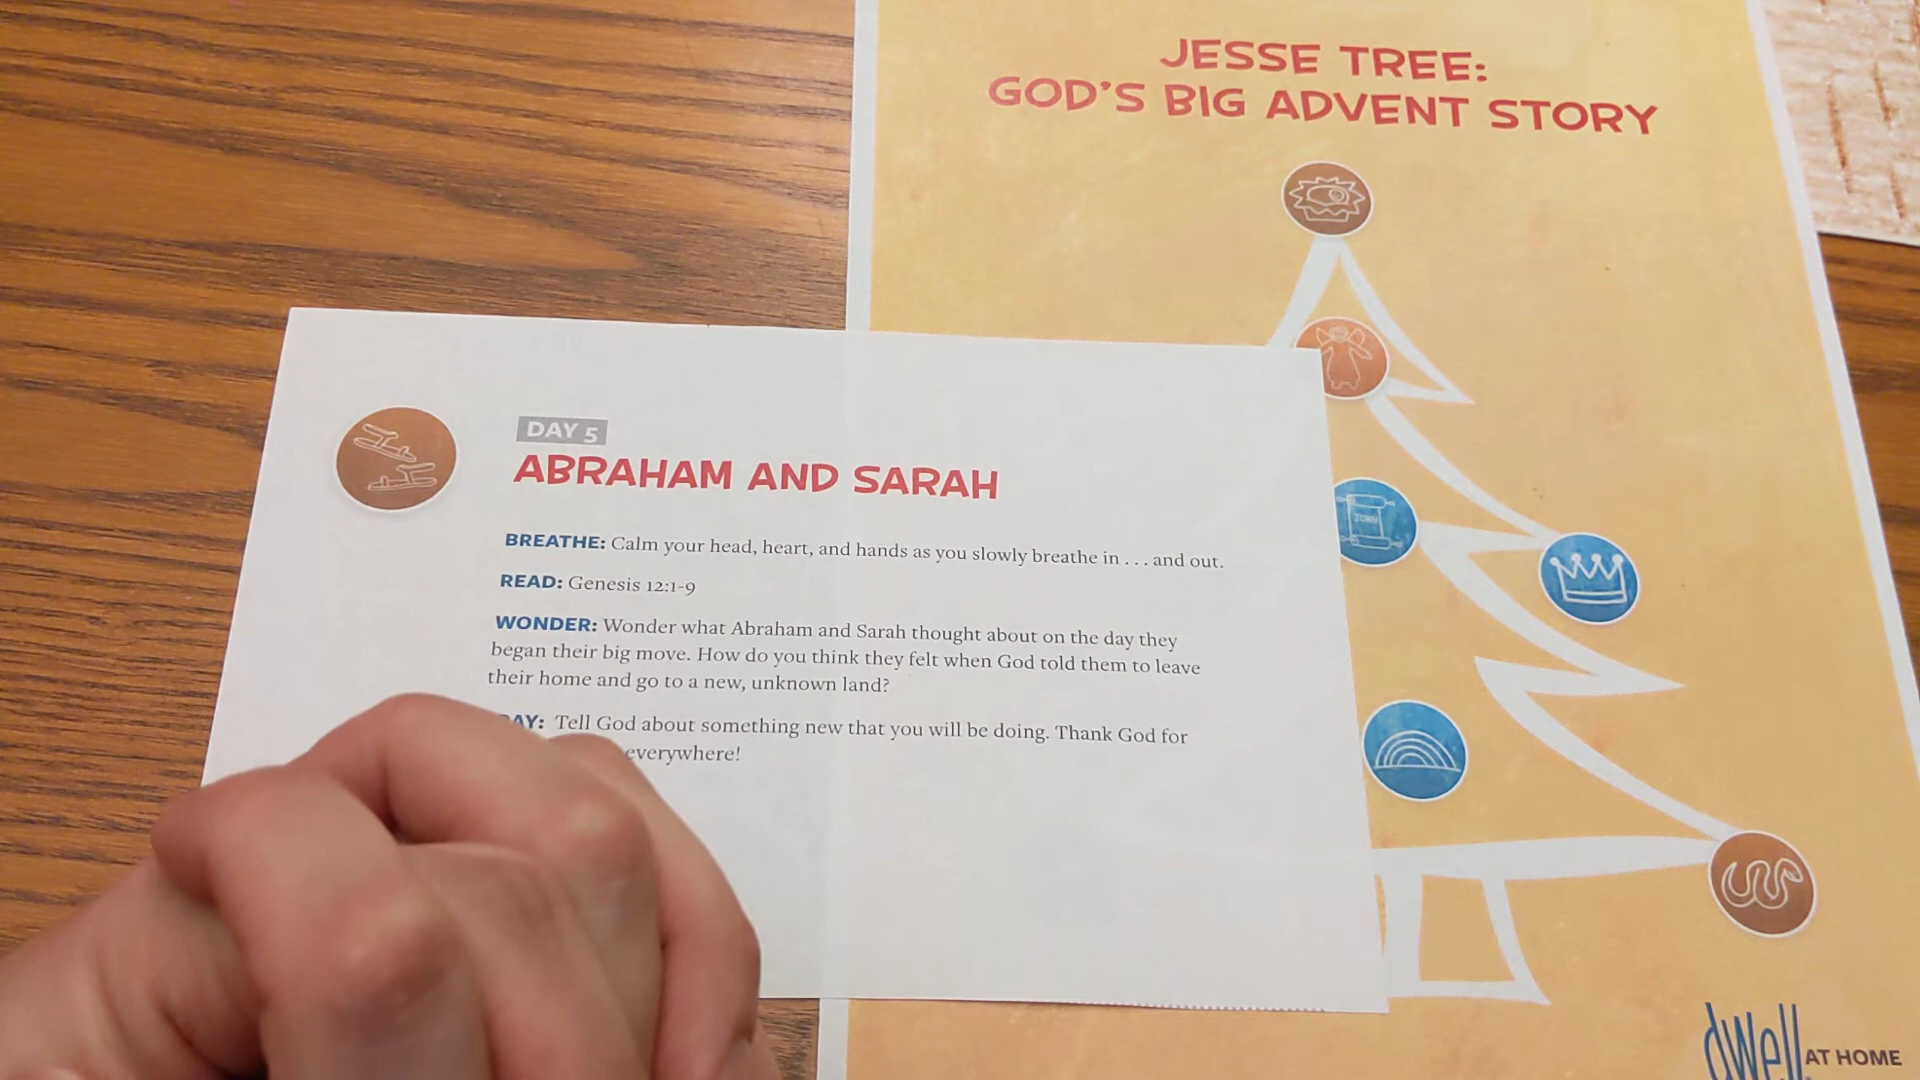 JESSE TREE:
GOD'S BIG ADVENT STORY
JOHN
DAY 5
ABRAHAM AND SARAH
BREATHE: Calm your head, heart, and hands as you slowly breathe in . . . and out.
READ: Genesis 12:1-9
WONDER: Wonder what Abraham and Sarah thought about on the day they
began their big move. How do you think they felt when God told them to leave
their home and go to a new, unknown land?
Tell God about something new that you will be doing. Thank God for
everywhere!
dwell AT HOME